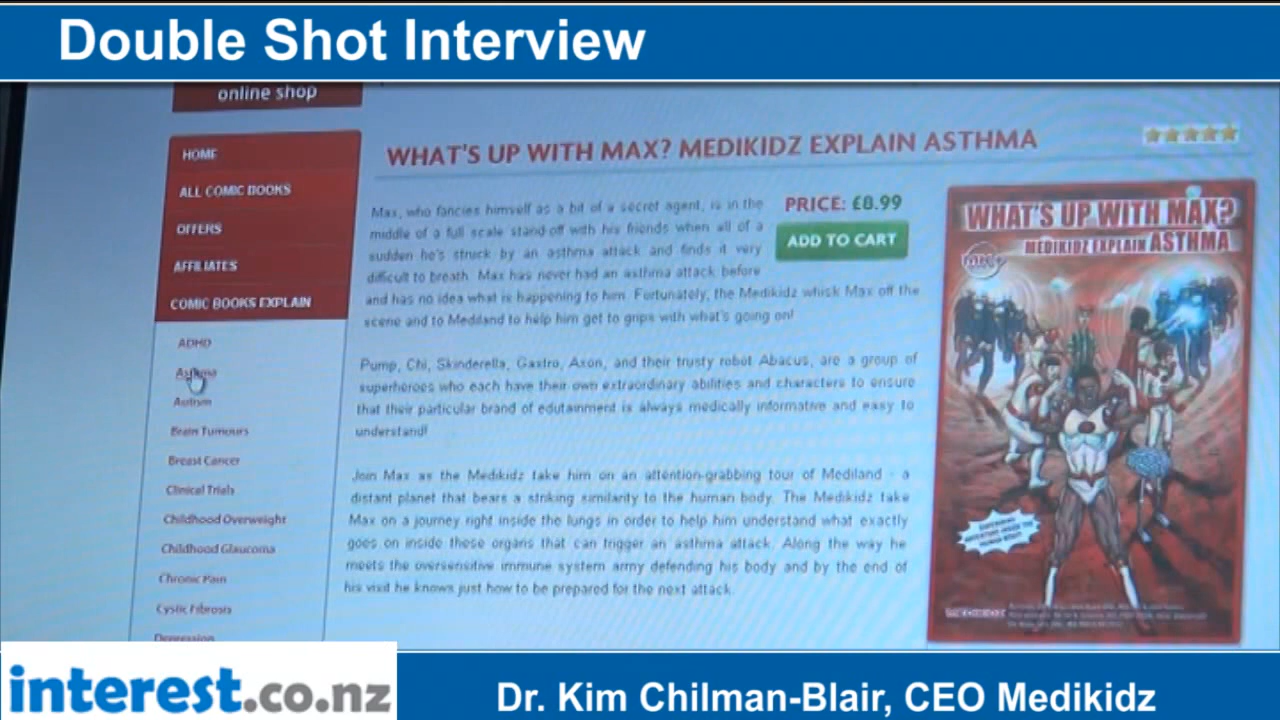 Double Shot Interview
online shop
HOME
ALL COMIC BOOKS
OFFERS
AFFILIATES
COMIC BOOKS EXPLAIN
ADHD
Asthma
Autism
Brain Tumours
Breast Cancer
Clinical Trials
Childhood Overweight
Childhood Glaucoma
Chronic Pain
Cystic Fibrosis
Depression
WHAT'S UP WITH MAX? MEDIKIDZ EXPLAIN ASTHMA
Max, who fancies himself as a bit of a secret agent, is in the
middle of a full scale stand-off with his friends when all of a
sudden he's struck by an asthma attack and finds it very
difficult to breath. Max has never had an asthma attack before
and has no idea what is happening to him. Fortunately, the Medikidz whisk Max off the
scene and to Mediland to help him get to grips with what's going on!
PRICE: £8.99
ADD TO CART
Pump, Chi, Skinderella, Gastro, Axon, and their trusty robot Abacus, are a group of
superheroes who each have their own extraordinary abilities and characters to ensure
that their particular brand of edutainment is always medically informative and easy to
understand!
Join Max as the Medikidz take him on an attention-grabbing tour of Mediland - a
distant planet that bears a striking similarity to the human body. The Medikidz take
Max on a journey right inside the lungs in order to help him understand what exactly
goes on inside these organs that can trigger an asthma attack. Along the way he
meets the oversensitive immune system army defending his body and by the end of
his visit he knows just how to be prepared for the next attack.
WHAT'S UP WITH MAX?
MEDIKIDZ EXPLAIN ASTHMA
interest.co.nz
Dr. Kim Chilman-Blair, CEO Medikidz